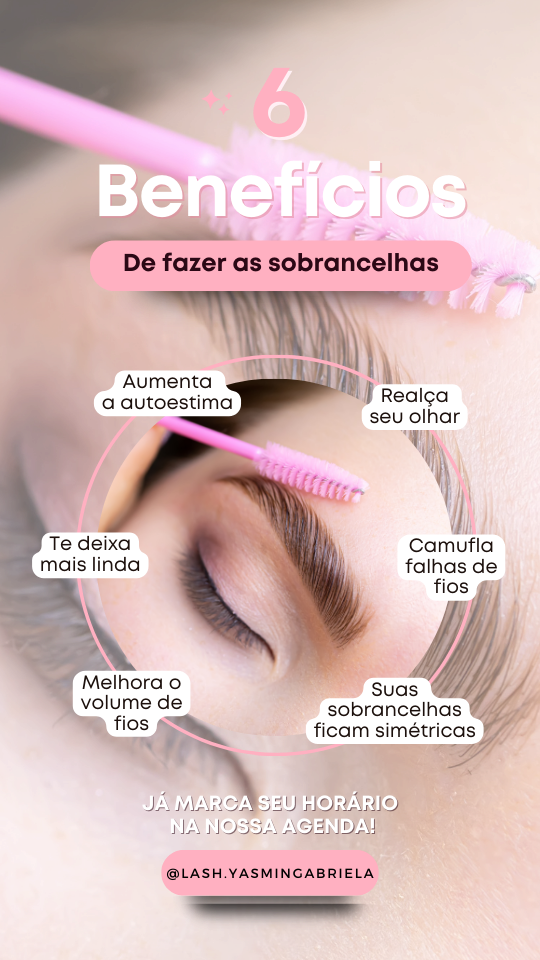 6
Benefícios
De fazer as sobrancelhas
Aumenta
a autoestima
Realça
seu olhar
Te deixa
mais linda
Camufla
falhas de
fios
Melhora o
volume de
fios
Suas
sobrancelhas
ficam simétricas
JÁ MARCA SEU HORÁRIO
NA NOSSA AGENDA!
@LASH.YASMINGABRIELA